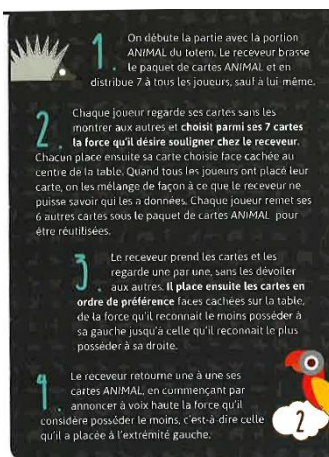 1. On débute la partie avec la portion
ANIMAL du totem. Le receveur brasse
le paquet de cartes ANIMAL et en
distribue 7 à tous les joueurs, sauf à lui-même.
2. Chaque joueur regarde ses cartes sans les
montrer aux autres et choisit parmi ses 7 cartes
la force qu'il désire souligner chez le receveur.
Chacun place ensuite sa carte choisie face cachée au
centre de la table. Quand tous les joueurs ont placé leur
carte, on les mélange de façon à ce que le receveur ne
puisse savoir qui les a données. Chaque joueur remet ses
6 autres cartes sous le paquet de cartes ANIMAL pour
être réutilisées.
3. Le receveur prend les cartes et les
regarde une par une, sans les dévoiler
aux autres. Il place ensuite les cartes en
ordre de préférence faces cachées sur la table,
de la force qu'il reconnait le moins posséder à
sa gauche jusqu'à celle qu'il reconnait le plus
posséder à sa droite.
4. Le receveur retourne une à une ses
cartes ANIMAL, en commençant par
annoncer à voix haute la force qu'il
considère posséder le moins, c'est-à-dire celle
qu'il a placée à l'extrémité gauche.
2